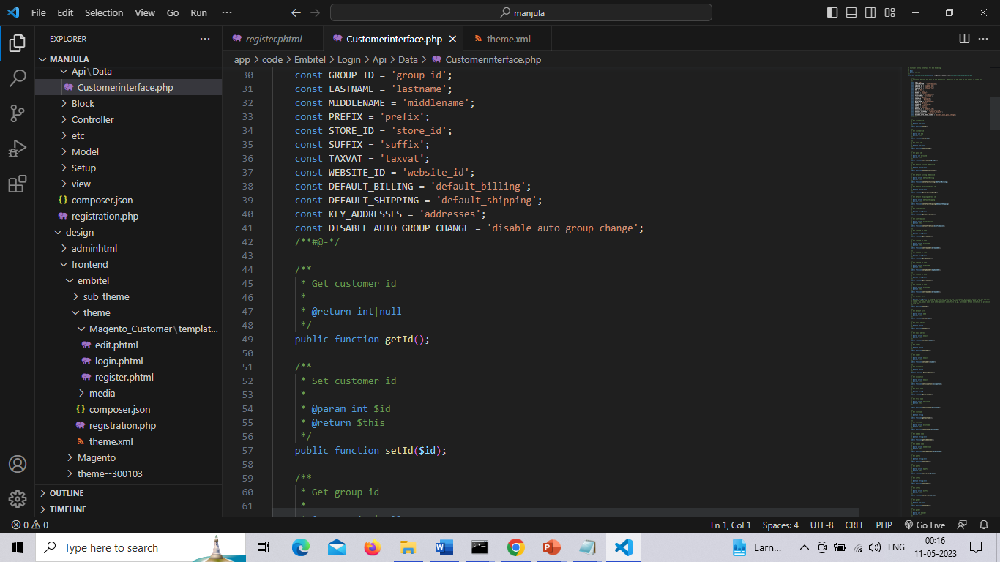 File Edit Selection View Go Run ··· manjula
EXPLORER ···
MANJULA
Api\Data
Customerinterface.php
Block
Controller
etc
Model
Setup
view
{} composer.json
registration.php
design
adminhtml
frontend
embitel
sub_theme
theme
Magento_Customer\templat...
edit.phtml
login.phtml
register.phtml
media
{} composer.json
registration.php
theme.xml
Magento
theme--300103
OUTLINE
TIMELINE
register.phtml Customerinterface.php theme.xml ···
app > code > Embitel > Login > Api > Data > Customerinterface.php
30 const GROUP_ID = 'group_id';
31 const LASTNAME = 'lastname';
32 const MIDDLENAME = 'middlename';
33 const PREFIX = 'prefix';
34 const STORE_ID = 'store_id';
35 const SUFFIX = 'suffix';
36 const TAXVAT = 'taxvat';
37 const WEBSITE_ID = 'website_id';
38 const DEFAULT_BILLING = 'default_billing';
39 const DEFAULT_SHIPPING = 'default_shipping';
40 const KEY_ADDRESSES = 'addresses';
41 const DISABLE_AUTO_GROUP_CHANGE = 'disable_auto_group_change';
42 /**#@-*/
43
44 /**
45 * Get customer id
46 *
47 * @return int|null
48 */
49 public function getId();
50
51 /**
52 * Set customer id
53 *
54 * @param int $id
55 * @return $this
56 */
57 public function setId($id);
58
59 /**
60 * Get group id
61 *
0 0 Ln 1, Col 1 Spaces: 4 UTF-8 CRLF PHP Go Live
Type here to search Earn... ENG 00:16
11-05-2023